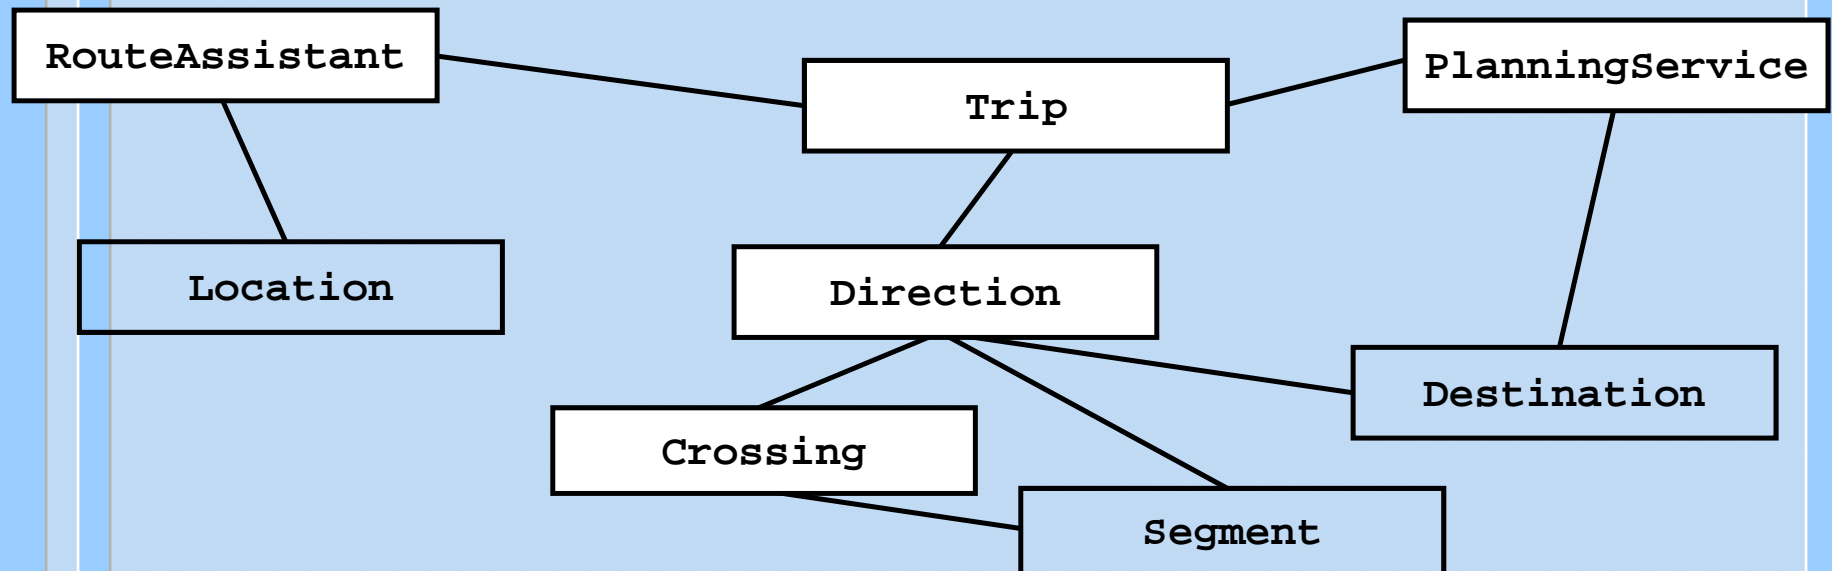 RouteAssistant
PlanningService
Trip
Location
Direction
Destination
Crossing
Segment